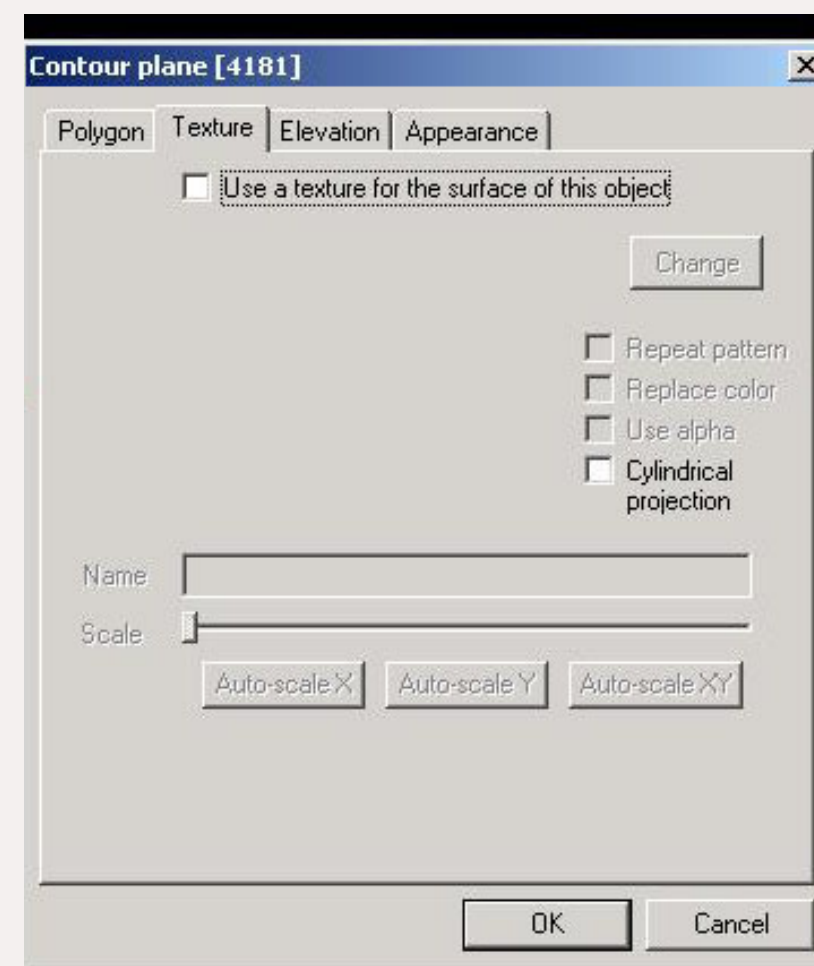 Contour plane [4181]
Polygon Texture Elevation Appearance
Use a texture for the surface of this object
Change
Repeat pattern
Replace color
Use alpha
Cylindrical
projection
Name
Scale
Auto-scale X Auto-scale Y Auto-scale XY
OK Cancel